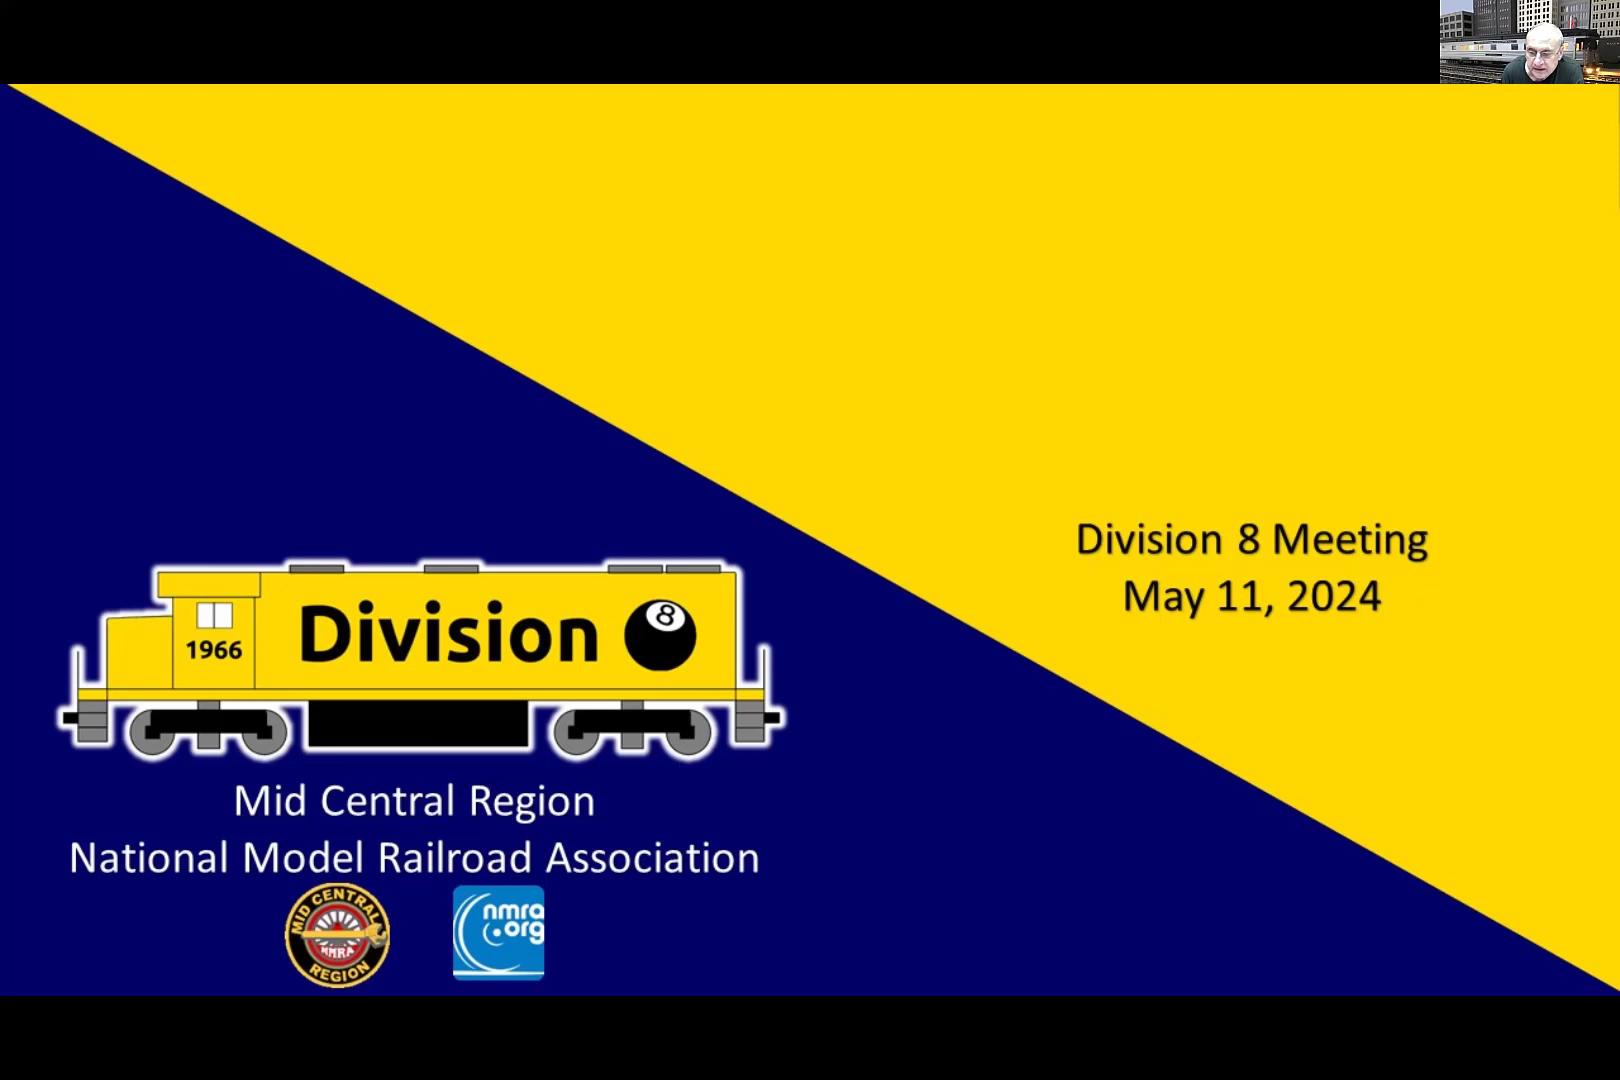 Division 8 Meeting
May 11, 2024
Division 8
1966
Mid Central Region
National Model Railroad Association
MID CENTRAL
NMRA
REGION
nmra
.org